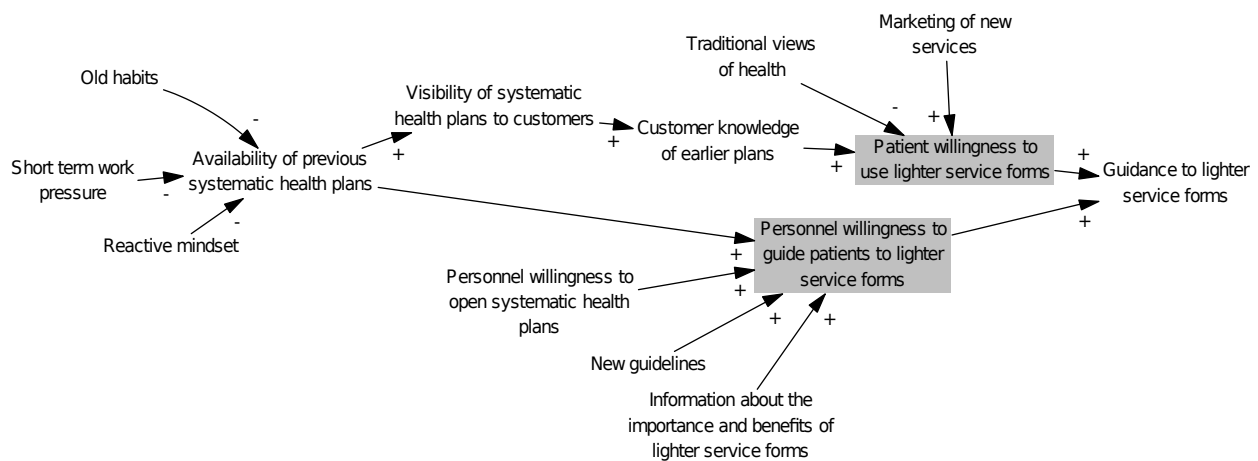 Marketing of new
services
Traditional views
of health
Old habits
Visibility of systematic
health plans to customers
Customer knowledge
of earlier plans
Patient willingness to
use lighter service forms
Guidance to lighter
service forms
Availability of previous
systematic health plans
Short term work
pressure
Reactive mindset
Personnel willingness to
guide patients to lighter
service forms
Personnel willingness to
open systematic health
plans
New guidelines
Information about the
importance and benefits of
lighter service forms
-
-
-
+
+
+
-
+
+
+
+
+
+
+
+